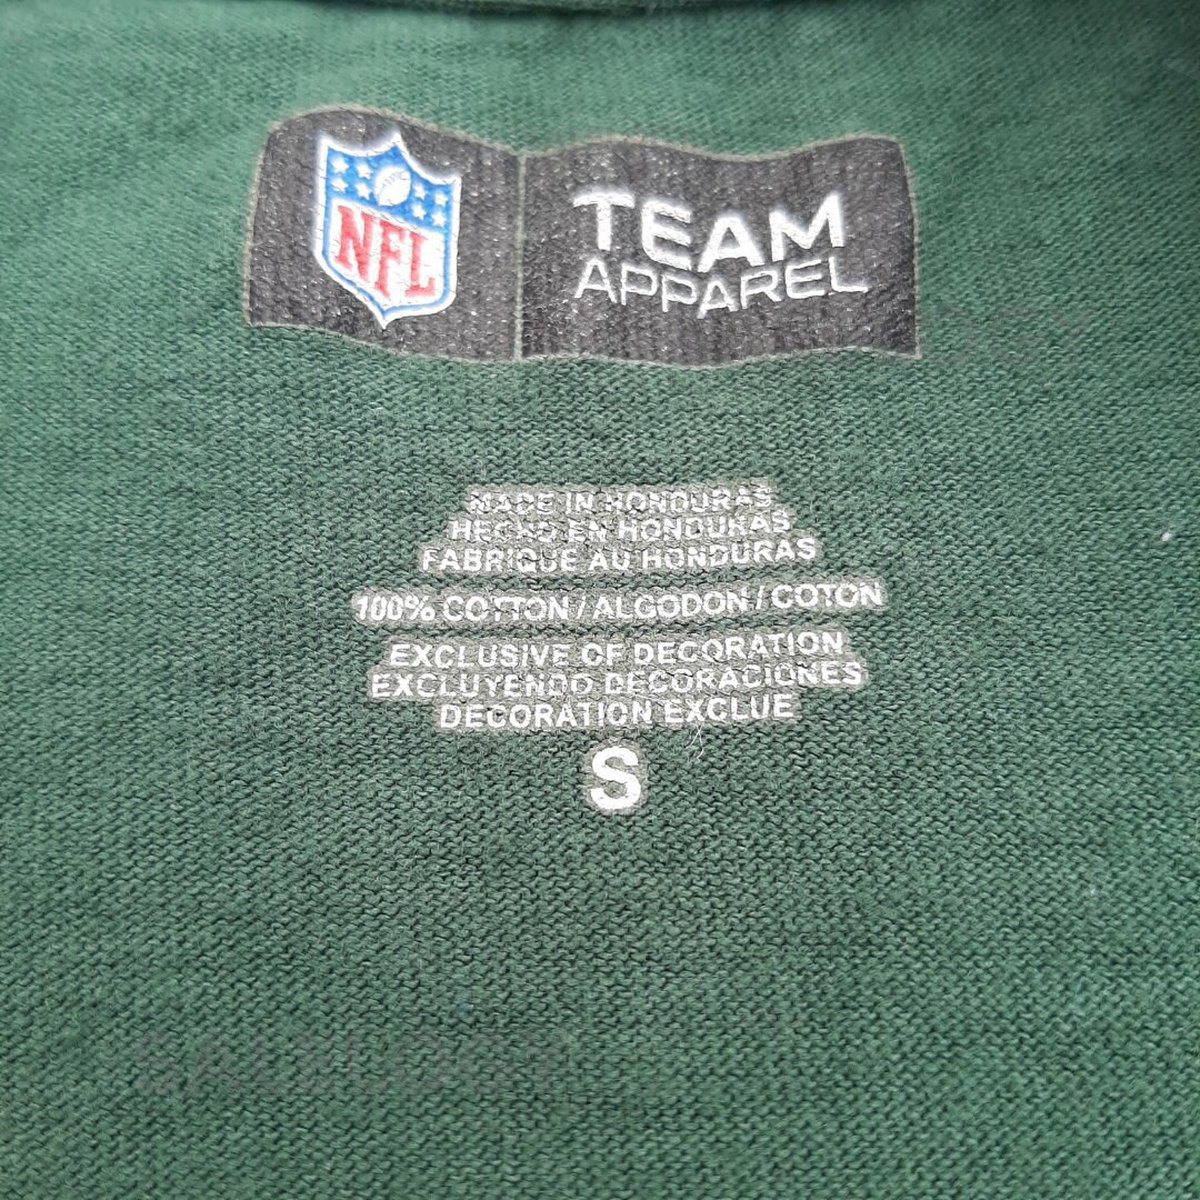 NFL
TEAM
APPAREL
MADE IN HONDURAS
HECHO EN HONDURAS
FABRIQUE AU HONDURAS
100% COTTON / ALGODON / COTON
EXCLUSIVE OF DECORATION
EXCLUYENDO DECORACIONES
DECORATION EXCLUE
S